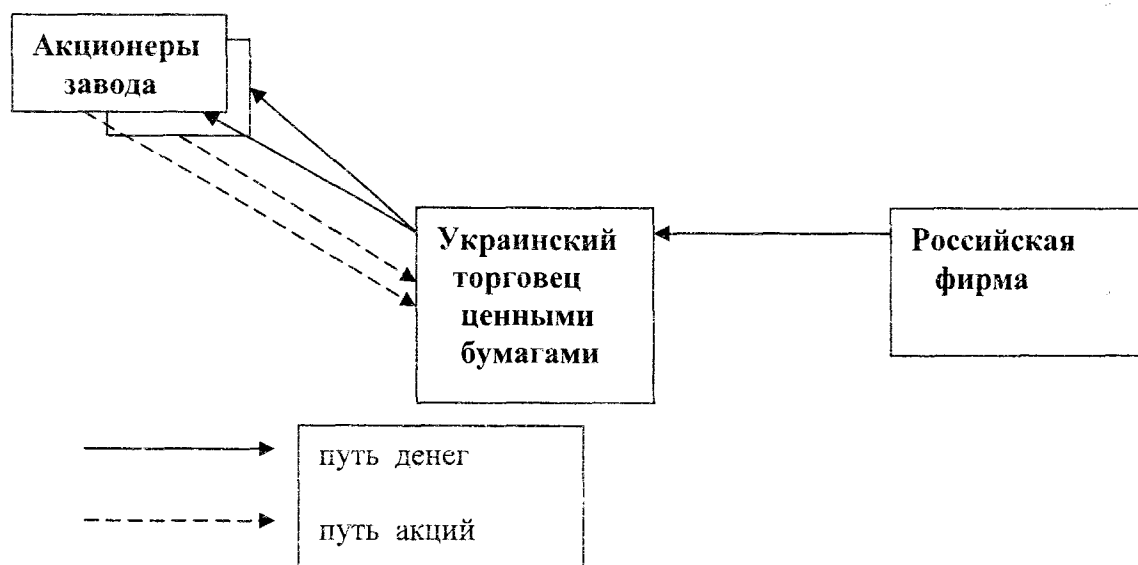 Акционеры
завода
Украинский
торговец
ценными
бумагами
Российская
фирма
путь денег
путь акций